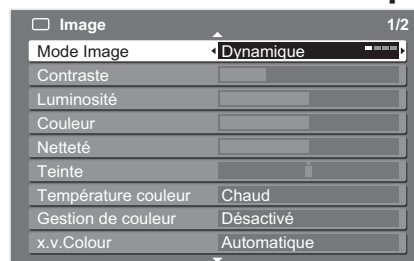 Image 1/2
Mode Image Dynamique
Contraste
Luminosité
Couleur
Netteté
Teinte
Température couleur Chaud
Gestion de couleur Désactivé
x.v.Colour Automatique